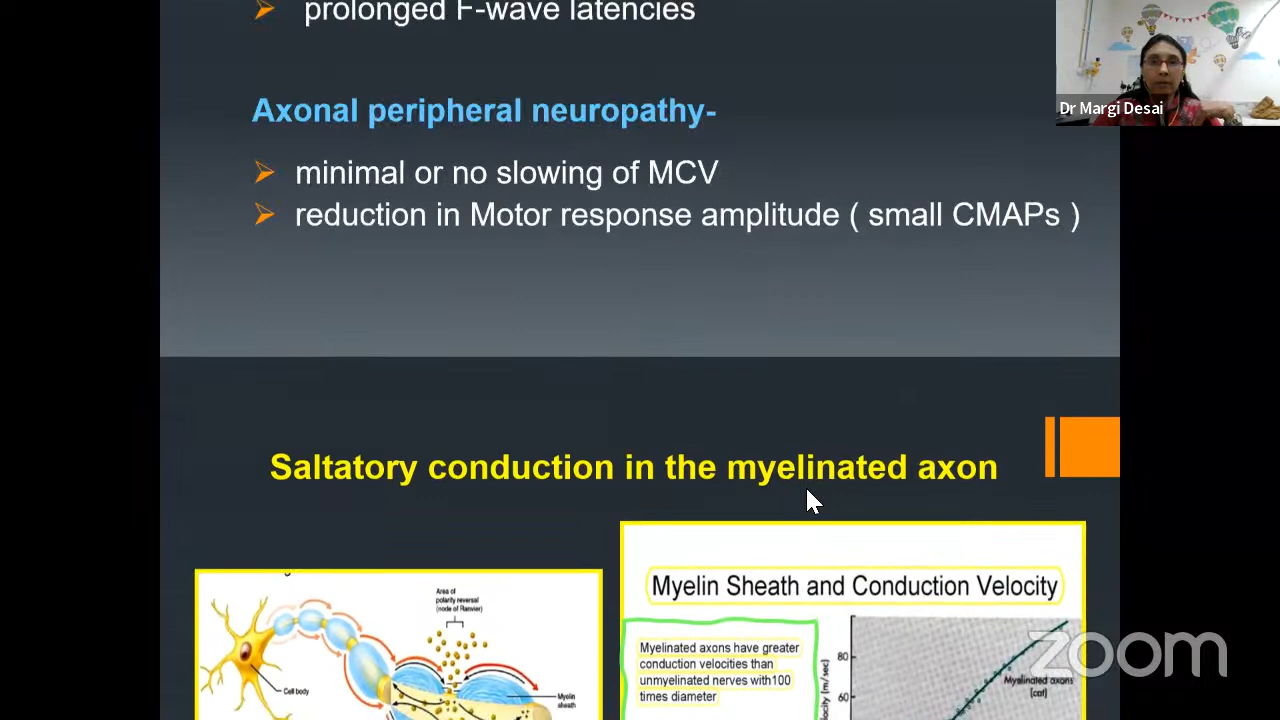 prolonged F-wave latencies
Dr Margi Desai
Axonal peripheral neuropathy-
minimal or no slowing of MCV
reduction in Motor response amplitude ( small CMAPs )
Saltatory conduction in the myelinated axon
Area of
polarity reversal
(node of Ranvier)
Cell body
Myelin
sheath
Myelin Sheath and Conduction Velocity
Myelinated axons have greater
conduction velocities than
unmyelinated nerves with100
times diameter
80
60
(m/sec)
Myelinated axons
(cat)
zoom